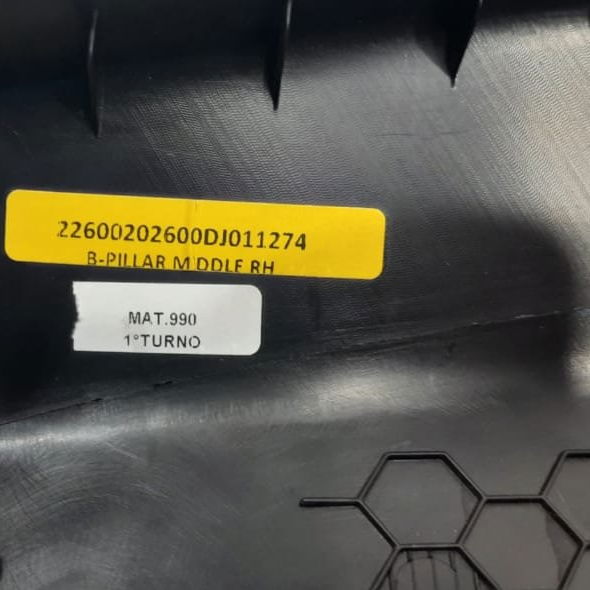 22600202600DJ011274
B-PILLAR MIDDLE RH
MAT.990
1°TURNO